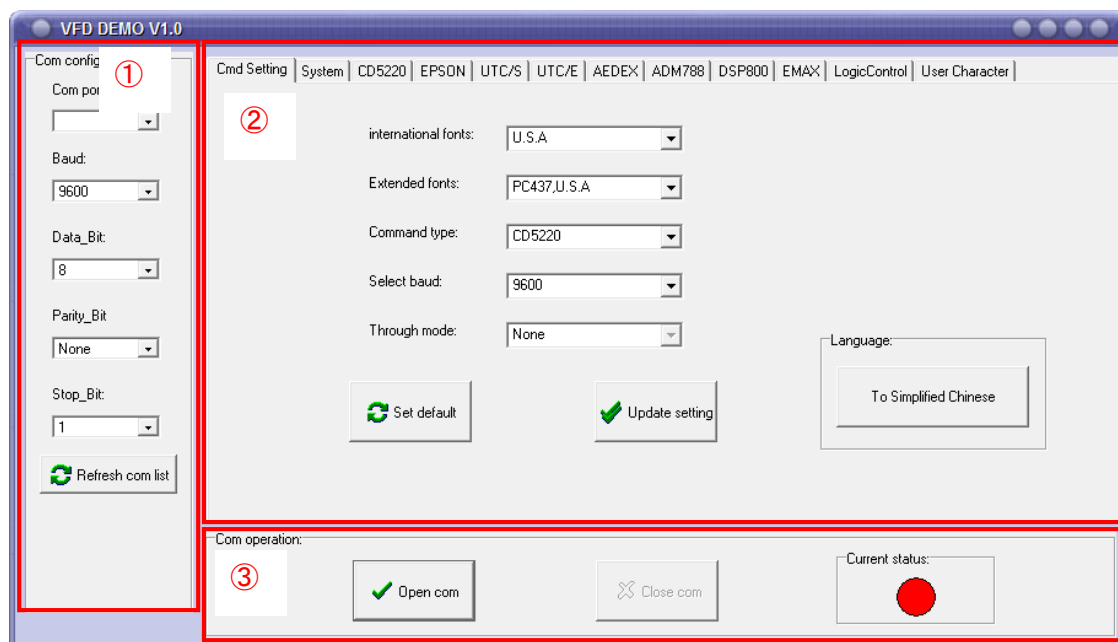 VFD DEMO V1.0
Com config
①
Com por
Baud:
9600
Data_Bit:
8
Parity_Bit
None
Stop_Bit:
1
Refresh com list
Cmd Setting System CD5220 EPSON UTC/S UTC/E AEDEX ADM788 DSP800 EMAX LogicControl User Character
②
international fonts: U.S.A
Extended fonts: PC437,U.S.A
Command type: CD5220
Select baud: 9600
Through mode: None
Set default
Update setting
Language:
To Simplified Chinese
Com operation:
③
Open com
Close com
Current status: